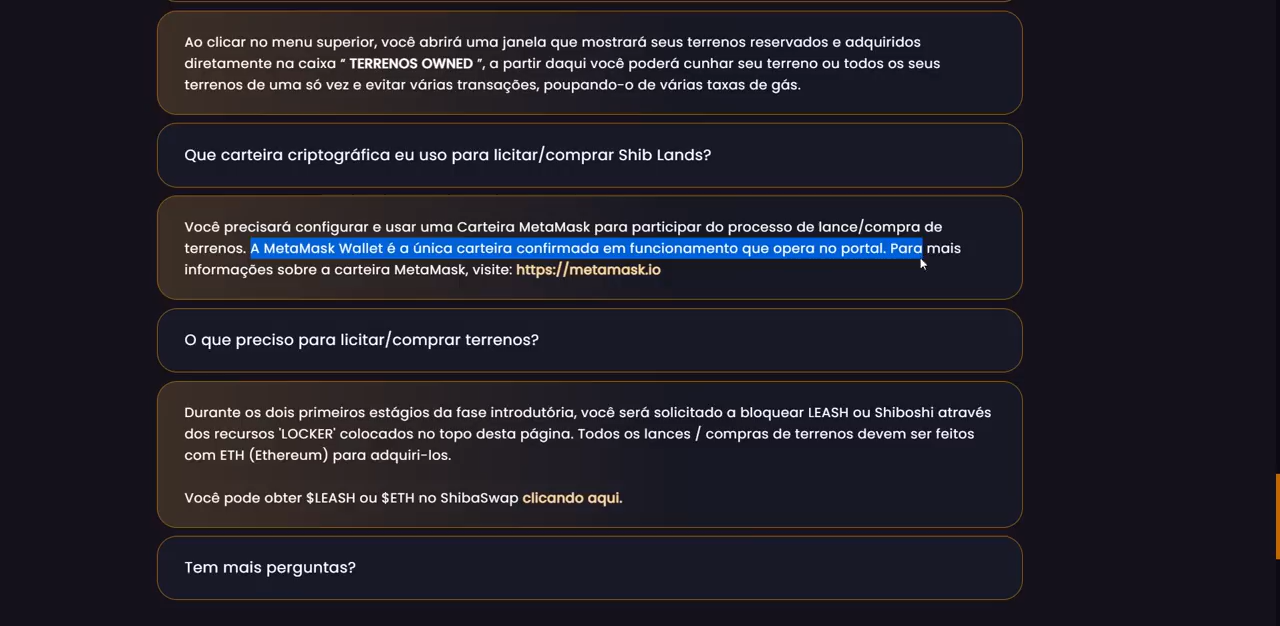 Ao clicar no menu superior, você abrirá uma janela que mostrará seus terrenos reservados e adquiridos
diretamente na caixa “ TERRENOS OWNED ”, a partir daqui você poderá cunhar seu terreno ou todos os seus
terrenos de uma só vez e evitar várias transações, poupando-o de várias taxas de gás.
Que carteira criptográfica eu uso para licitar/comprar Shib Lands?
Você precisará configurar e usar uma Carteira MetaMask para participar do processo de lance/compra de
terrenos. A MetaMask Wallet é a única carteira confirmada em funcionamento que opera no portal. Para mais
informações sobre a carteira MetaMask, visite: https://metamask.io
O que preciso para licitar/comprar terrenos?
Durante os dois primeiros estágios da fase introdutória, você será solicitado a bloquear LEASH ou Shiboshi através
dos recursos 'LOCKER' colocados no topo desta página. Todos os lances / compras de terrenos devem ser feitos
com ETH (Ethereum) para adquiri-los.
Você pode obter $LEASH ou $ETH no ShibaSwap clicando aqui.
Tem mais perguntas?